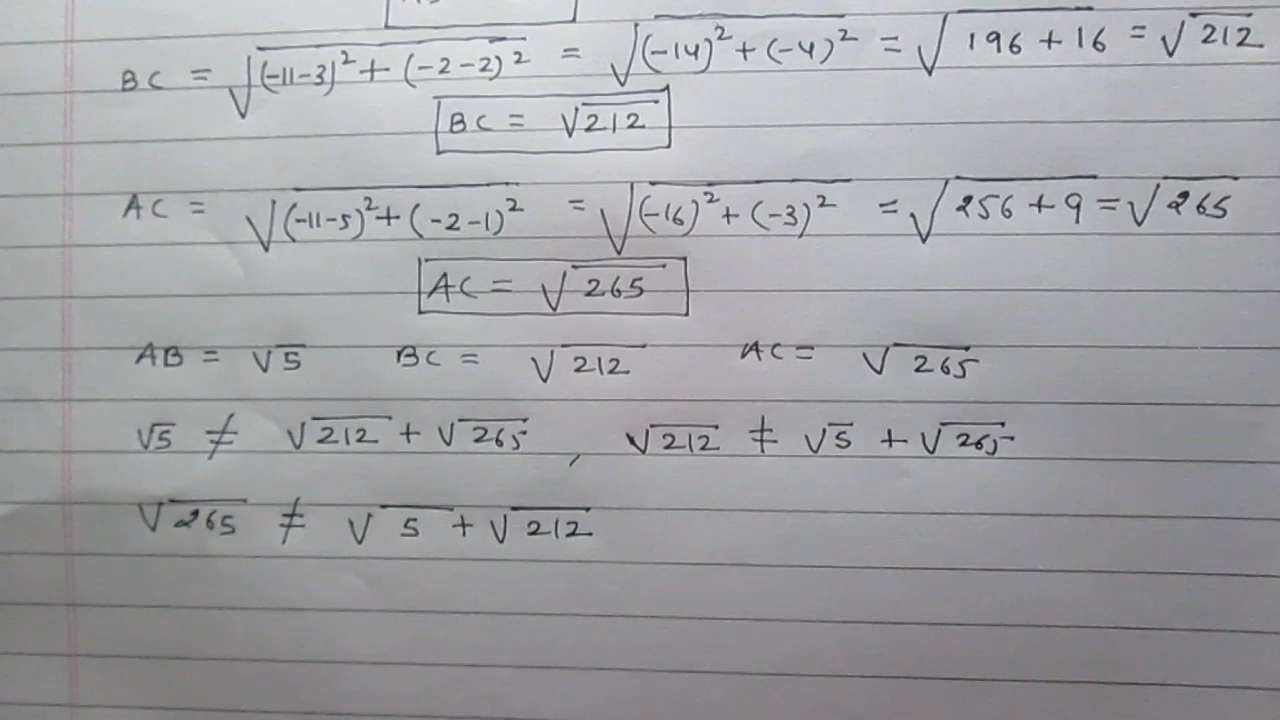 BC = √(-11-3)² + (-2-2)² = √(-14)² + (-4)² = √196 + 16 = √212
BC = √212
AC = √(-11-5)² + (-2-1)² = √(-16)² + (-3)² = √256 + 9 = √265
AC = √265
AB = √5 BC = √212 AC = √265
√5 ≠ √212 + √265 , √212 ≠ √5 + √265
√265 ≠ √5 + √212